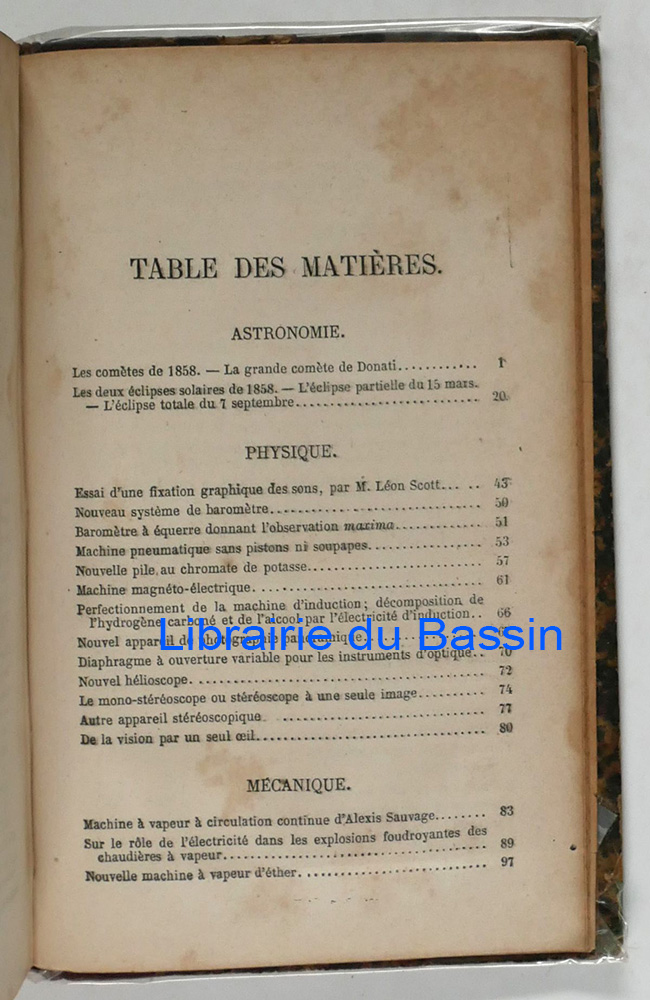 TABLE DES MATIÈRES.
ASTRONOMIE.
Les comètes de 1858. — La grande comète de Donati............ 1
Les deux éclipses solaires de 1858. — L'éclipse partielle du 15 mars.
— L'éclipse totale du 7 septembre........................ 20
PHYSIQUE.
Essai d'une fixation graphique des sons, par M. Léon Scott... .. 43
Nouveau système de baromètre........................ 50
Baromètre à équerre donnant l'observation maxima............ 51
Machine pneumatique sans pistons ni soupapes............ 53
Nouvelle pile au chromate de potasse........................ 57
Machine magnéto-électrique........................ 61
Perfectionnement de la machine d'induction; décomposition de
l'hydrogène carboné et de l'alcool par l'électricité d'induction.. 66
Nouvel appareil de photographie panoramique............
Librairie du Bassin
Diaphragme à ouverture variable pour les instruments d'optique.. 70
Nouvel hélioscope........................ 72
Le mono-stéréoscope ou stéréoscope à une seule image............ 74
Autre appareil stéréoscopique ........................ 77
De la vision par un seul œil........................ 80
MÉCANIQUE.
Machine à vapeur à circulation continue d'Alexis Sauvage........ 83
Sur le rôle de l'électricité dans les explosions foudroyantes des
chaudières à vapeur........................ 89
Nouvelle machine à vapeur d'éther........................ 97